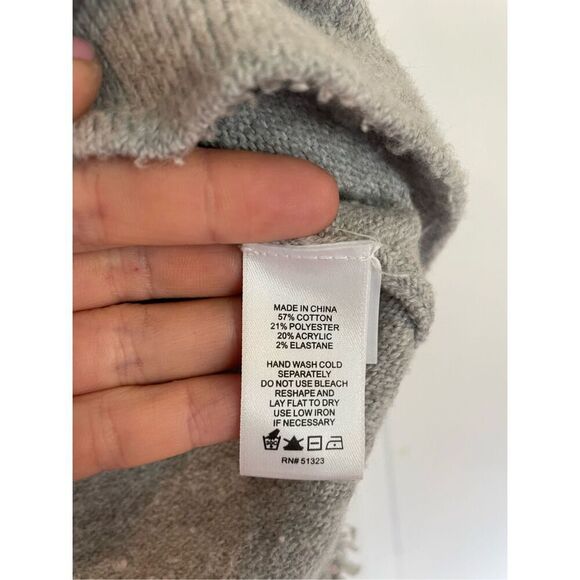 MADE IN CHINA
57% COTTON
21% POLYESTER
20% ACRYLIC
2% ELASTANE
HAND WASH COLD
SEPARATELY
DO NOT USE BLEACH
RESHAPE AND
LAY FLAT TO DRY
USE LOW IRON
IF NECESSARY
RN# 51323